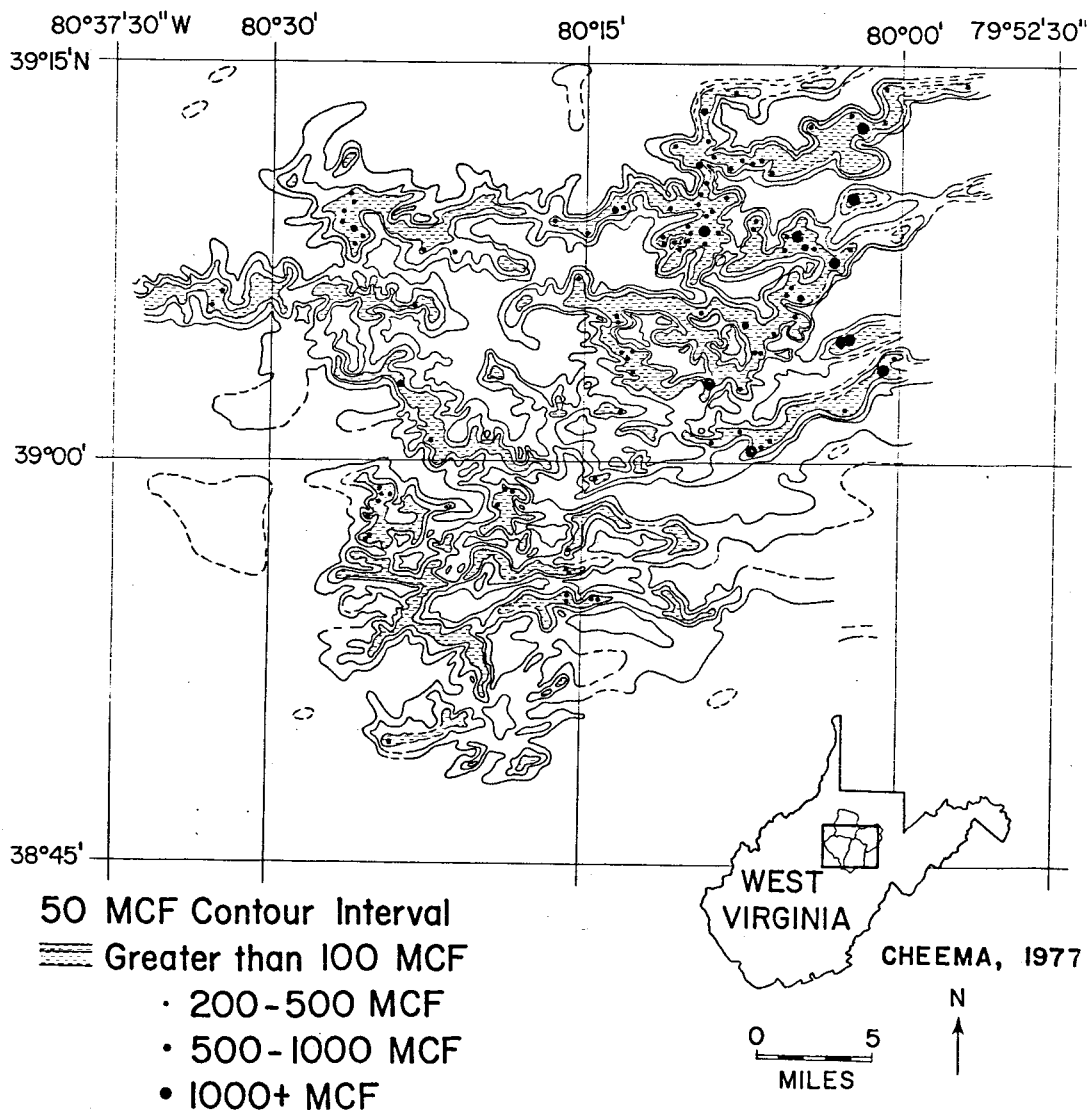 80°37'30"W 80°30' 80°15' 80°00' 79°52'30"
39°15'N
39°00'
38°45'
WEST
VIRGINIA
CHEEMA, 1977
50 MCF Contour Interval
Greater than 100 MCF
200-500 MCF
500-1000 MCF
1000+ MCF
N
0 5
MILES